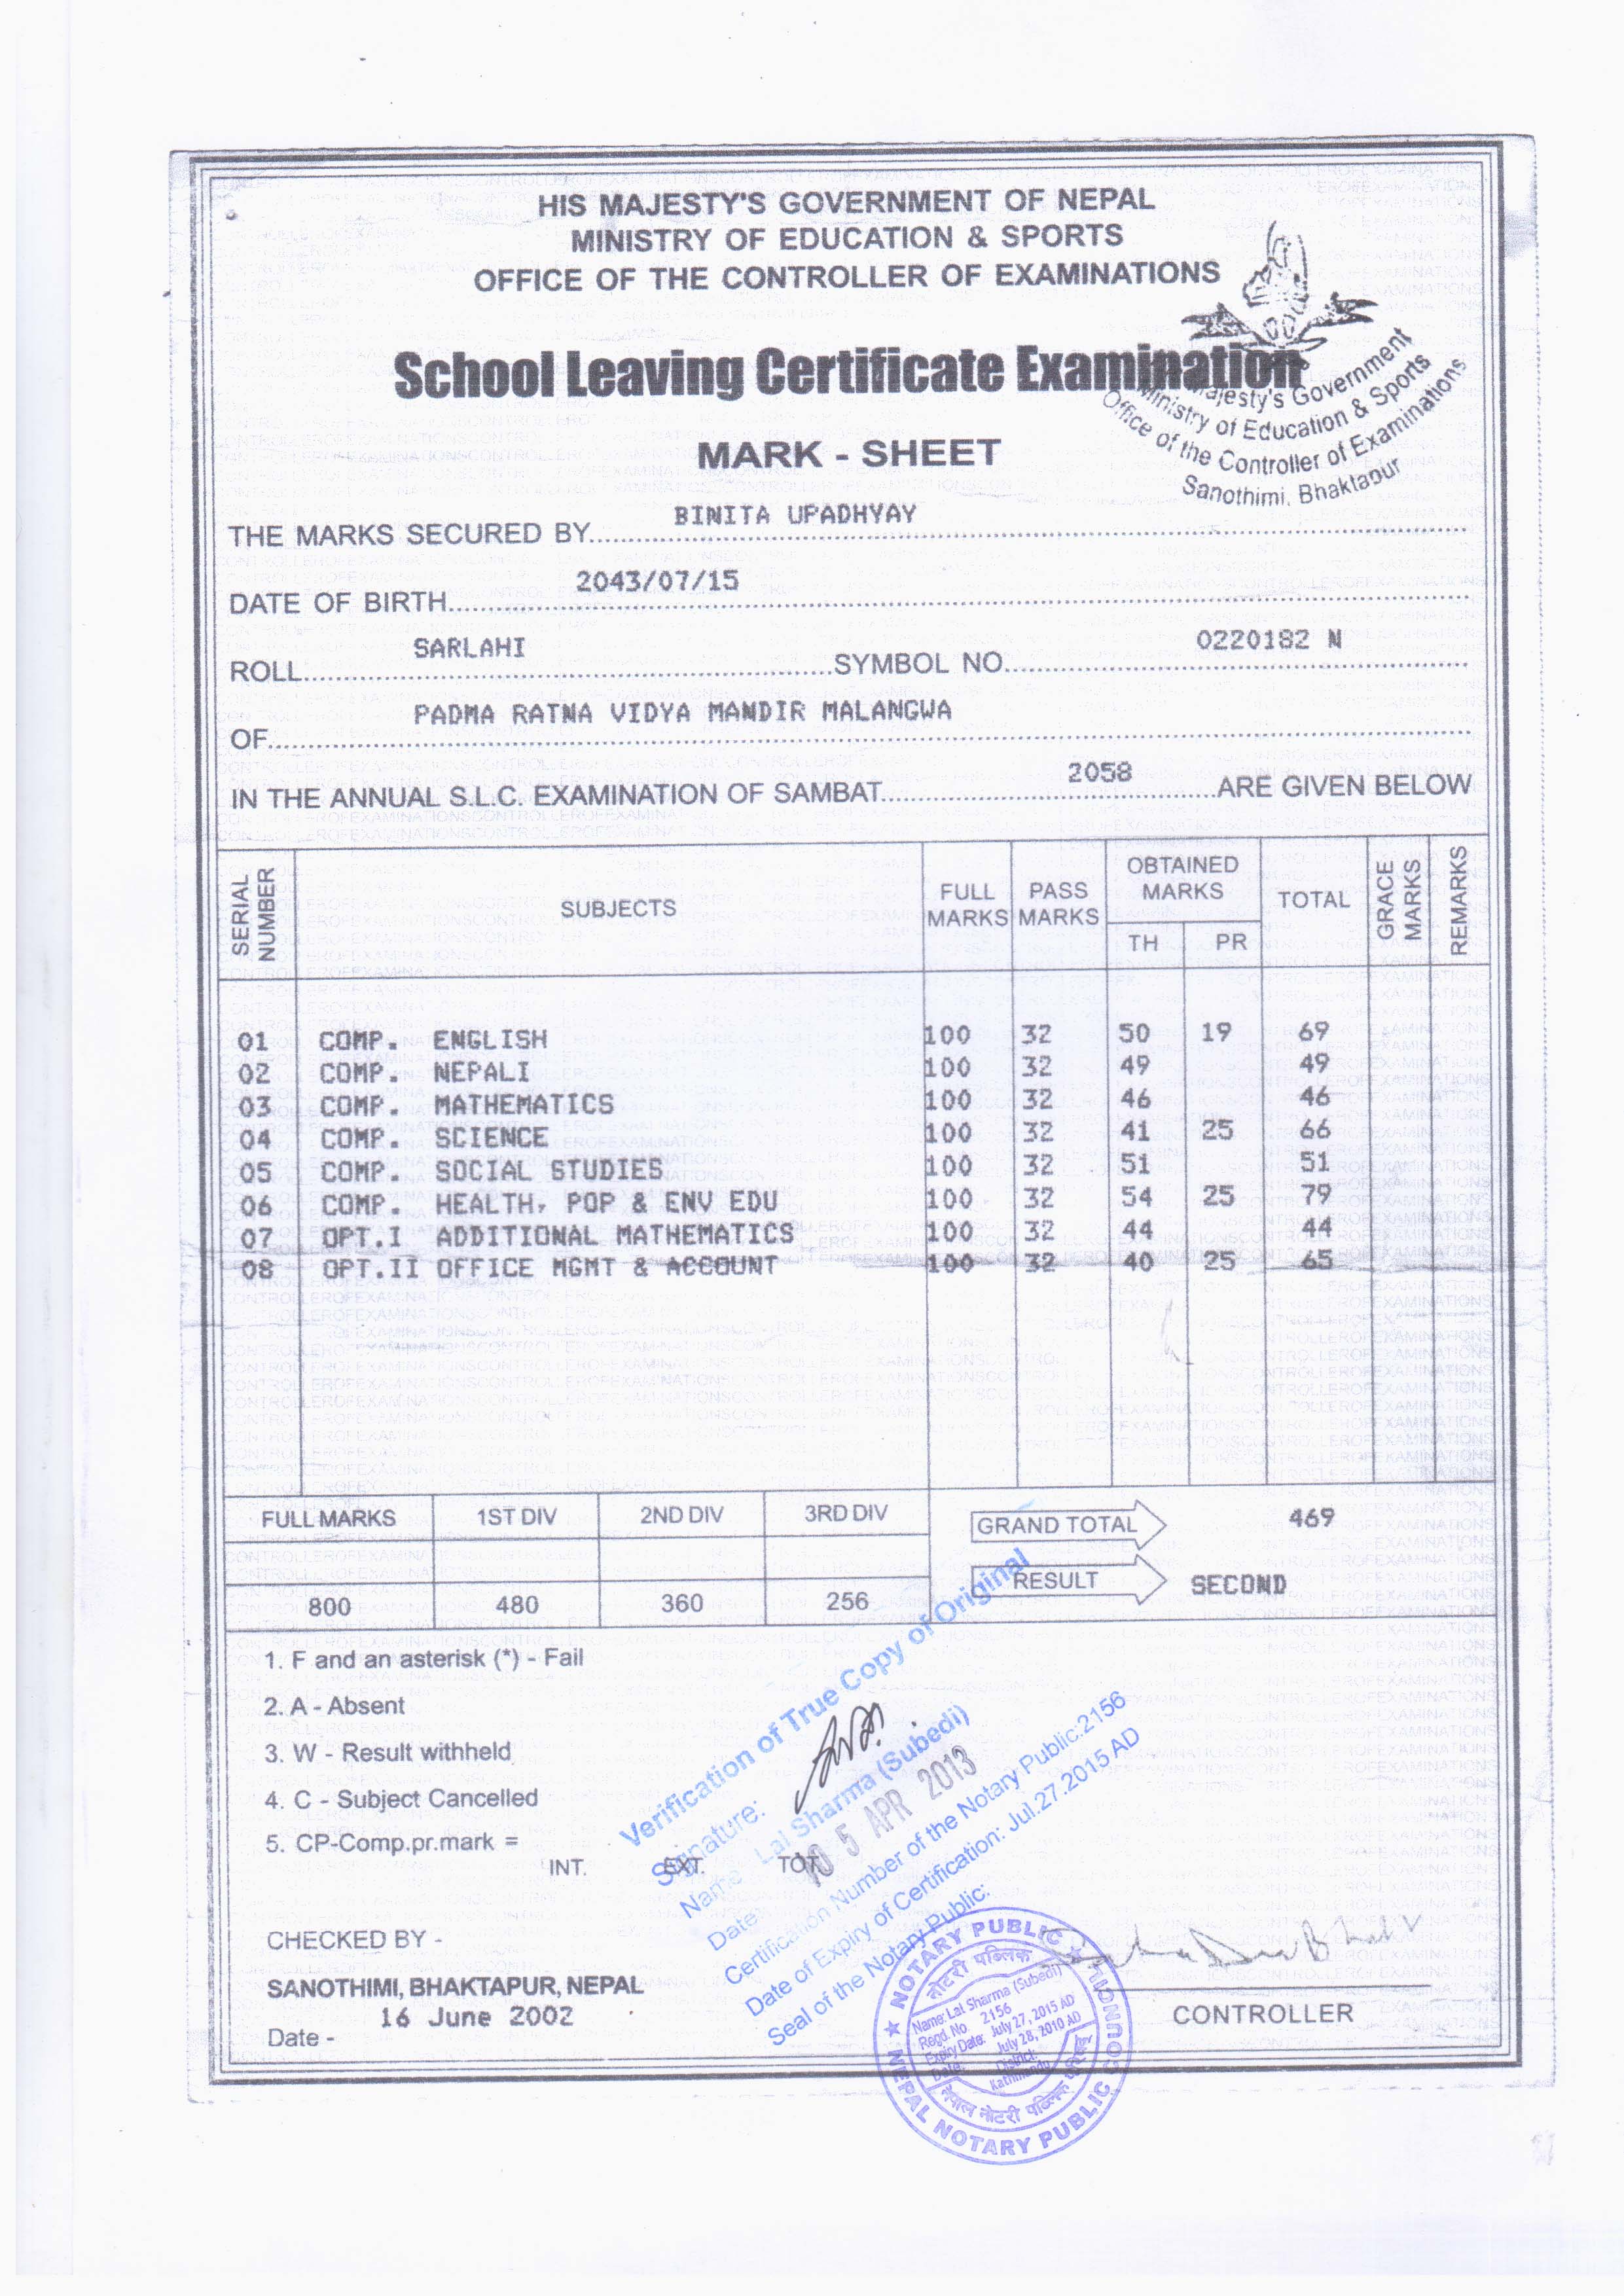 HIS MAJESTY'S GOVERNMENT OF NEPAL
MINISTRY OF EDUCATION & SPORTS
OFFICE OF THE CONTROLLER OF EXAMINATIONS
School Leaving Certificate Examination
Majesty's Government
Ministry of Education & Sports
Office of the Controller of Examinations
Sanothimi, Bhaktapur
MARK - SHEET
THE MARKS SECURED BY BINITA UPADHYAY
DATE OF BIRTH 2043/07/15
ROLL SARLAHI SYMBOL NO. 0220182 N
OF PADMA RATNA VIDYA MANDIR MALANGWA
IN THE ANNUAL S.L.C. EXAMINATION OF SAMBAT 2058 ARE GIVEN BELOW
SERIAL NUMBER SUBJECTS FULL MARKS PASS MARKS OBTAINED MARKS TH PR TOTAL GRACE MARKS REMARKS
01 COMP. ENGLISH 100 32 50 19 69
02 COMP. NEPALI 100 32 49 49
03 COMP. MATHEMATICS 100 32 46 46
04 COMP. SCIENCE 100 32 41 25 66
05 COMP. SOCIAL STUDIES 100 32 51 51
06 COMP. HEALTH, POP & ENV EDU 100 32 54 25 79
07 OPT.I ADDITIONAL MATHEMATICS 100 32 44 44
08 OPT.II OFFICE MGMT & ACCOUNT 100 32 40 25 65
FULL MARKS 1ST DIV 2ND DIV 3RD DIV
800 480 360 256
GRAND TOTAL 469
RESULT SECOND
1. F and an asterisk (*) - Fail
2. A - Absent
3. W - Result withheld
4. C - Subject Cancelled
5. CP-Comp.pr.mark =
INT. EXT. TOT.
Verification of True Copy of Original
Signature:
Name Lal Sharma (Subedi)
Date: 05 APR 2013
Certification Number of the Notary Public:2156
Date of Expiry of Certification: Jul.27.2015 AD
Seal of the Notary Public:
CHECKED BY -
SANOTHIMI, BHAKTAPUR, NEPAL
Date - 16 June 2002
CONTROLLER
NOTARY PUBLIC COUNCIL
नोटरी पब्लिक
Name: Lal Sharma (Subedi)
Regd. No. 2156
Expiry Date: July 27, 2015 AD
Date: July 28, 2010 AD
District:
Kathmandu
नेपाल नोटरी पब्लिक परिषद
NEPAL NOTARY PUBLIC